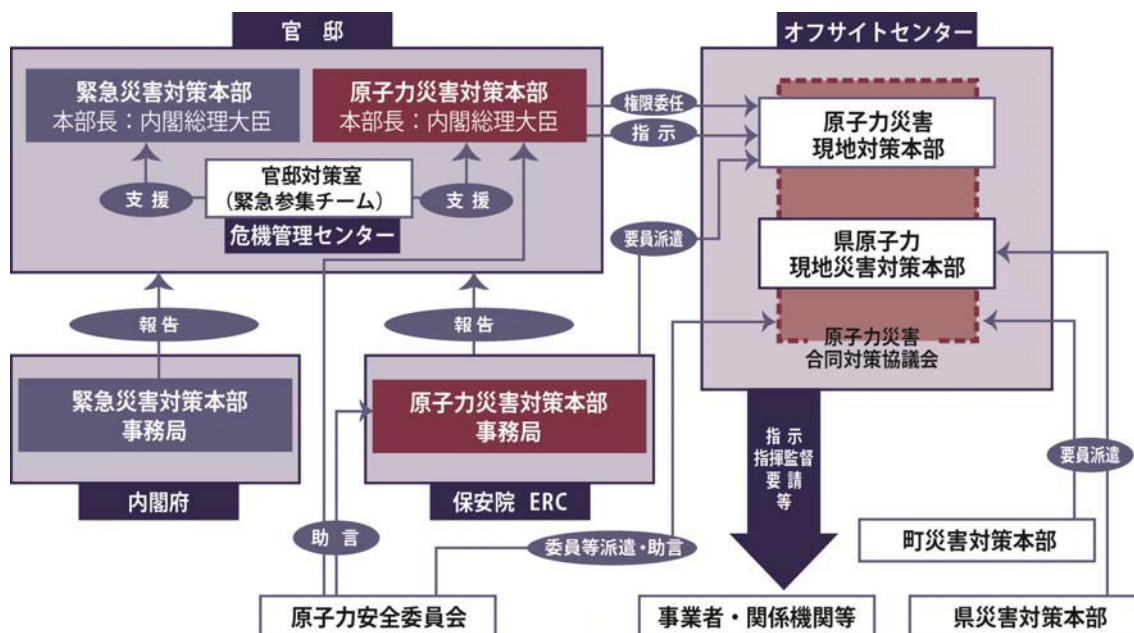 官 邸
緊急災害対策本部
本部長：内閣総理大臣
原子力災害対策本部
本部長：内閣総理大臣
支 援
官邸対策室
（緊急参集チーム）
支 援
危機管理センター
権限委任
指 示
要員派遣
オフサイトセンター
原子力災害
現地対策本部
県原子力
現地災害対策本部
原子力災害
合同対策協議会
報 告
報 告
緊急災害対策本部
事務局
内閣府
原子力災害対策本部
事務局
保安院 ERC
指 示
指揮監督
要 請
等
要員派遣
助 言
委員等派遣・助言
町災害対策本部
原子力安全委員会
事業者・関係機関等
県災害対策本部